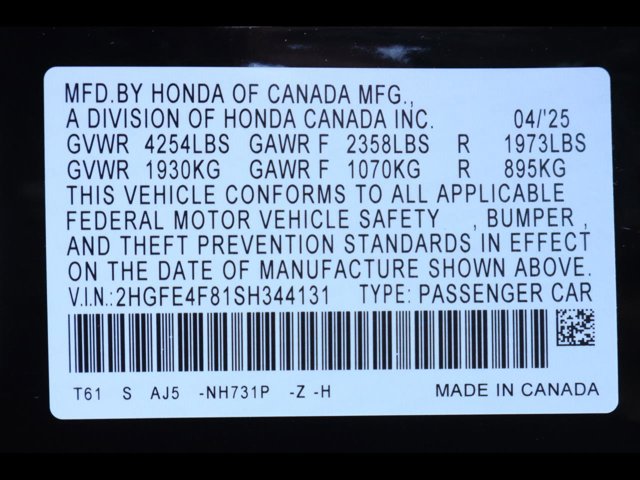 MFD.BY HONDA OF CANADA MFG.,
A DIVISION OF HONDA CANADA INC. 04/'25
GVWR 4254LBS GAWR F 2358LBS R 1973LBS
GVWR 1930KG GAWR F 1070KG R 895KG
THIS VEHICLE CONFORMS TO ALL APPLICABLE
FEDERAL MOTOR VEHICLE SAFETY , BUMPER ,
AND THEFT PREVENTION STANDARDS IN EFFECT
ON THE DATE OF MANUFACTURE SHOWN ABOVE.
V.I.N.:2HGFE4F81SH344131 TYPE: PASSENGER CAR
T61 S AJ5 -NH731P -Z -H MADE IN CANADA